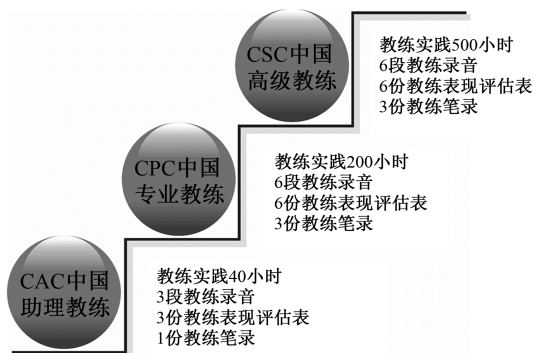 CSC中国
高级教练
教练实践500小时
6段教练录音
6份教练表现评估表
3份教练笔录
CPC中国
专业教练
教练实践200小时
6段教练录音
6份教练表现评估表
3份教练笔录
CAC中国
助理教练
教练实践40小时
3段教练录音
3份教练表现评估表
1份教练笔录